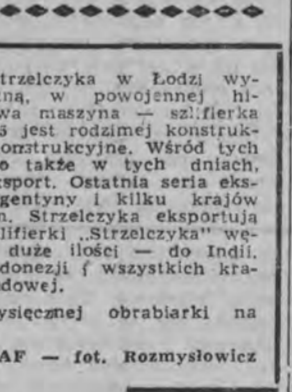 trzelczyka w Łodzi wy-
ną, w powojennej hi-
wa maszyna — szlifierka
jest rodzimej konstruk-
onstrukcyjne. Wśród tych
o także w tych dniach,
sport. Ostatnia seria eks-
gentyny i kilku krajów
n. Strzelczyka eksportują
lifierki „Strzelczyka" wę-
duże ilości — do Indii,
donezji i wszystkich kra-
dowej.
ysięcznej obrabiarki na
AF — fot. Rozmysłowicz